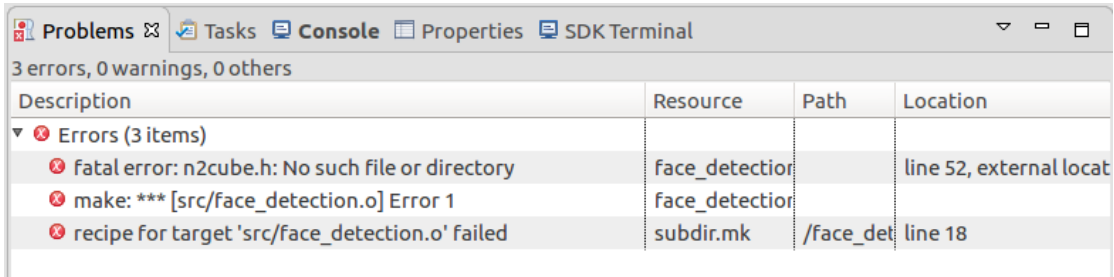 Problems Tasks Console Properties SDK Terminal
3 errors, 0 warnings, 0 others
Description Resource Path Location
Errors (3 items)
fatal error: n2cube.h: No such file or directory face_detection line 52, external locat
make: *** [src/face_detection.o] Error 1 face_detection
recipe for target 'src/face_detection.o' failed subdir.mk /face_det line 18